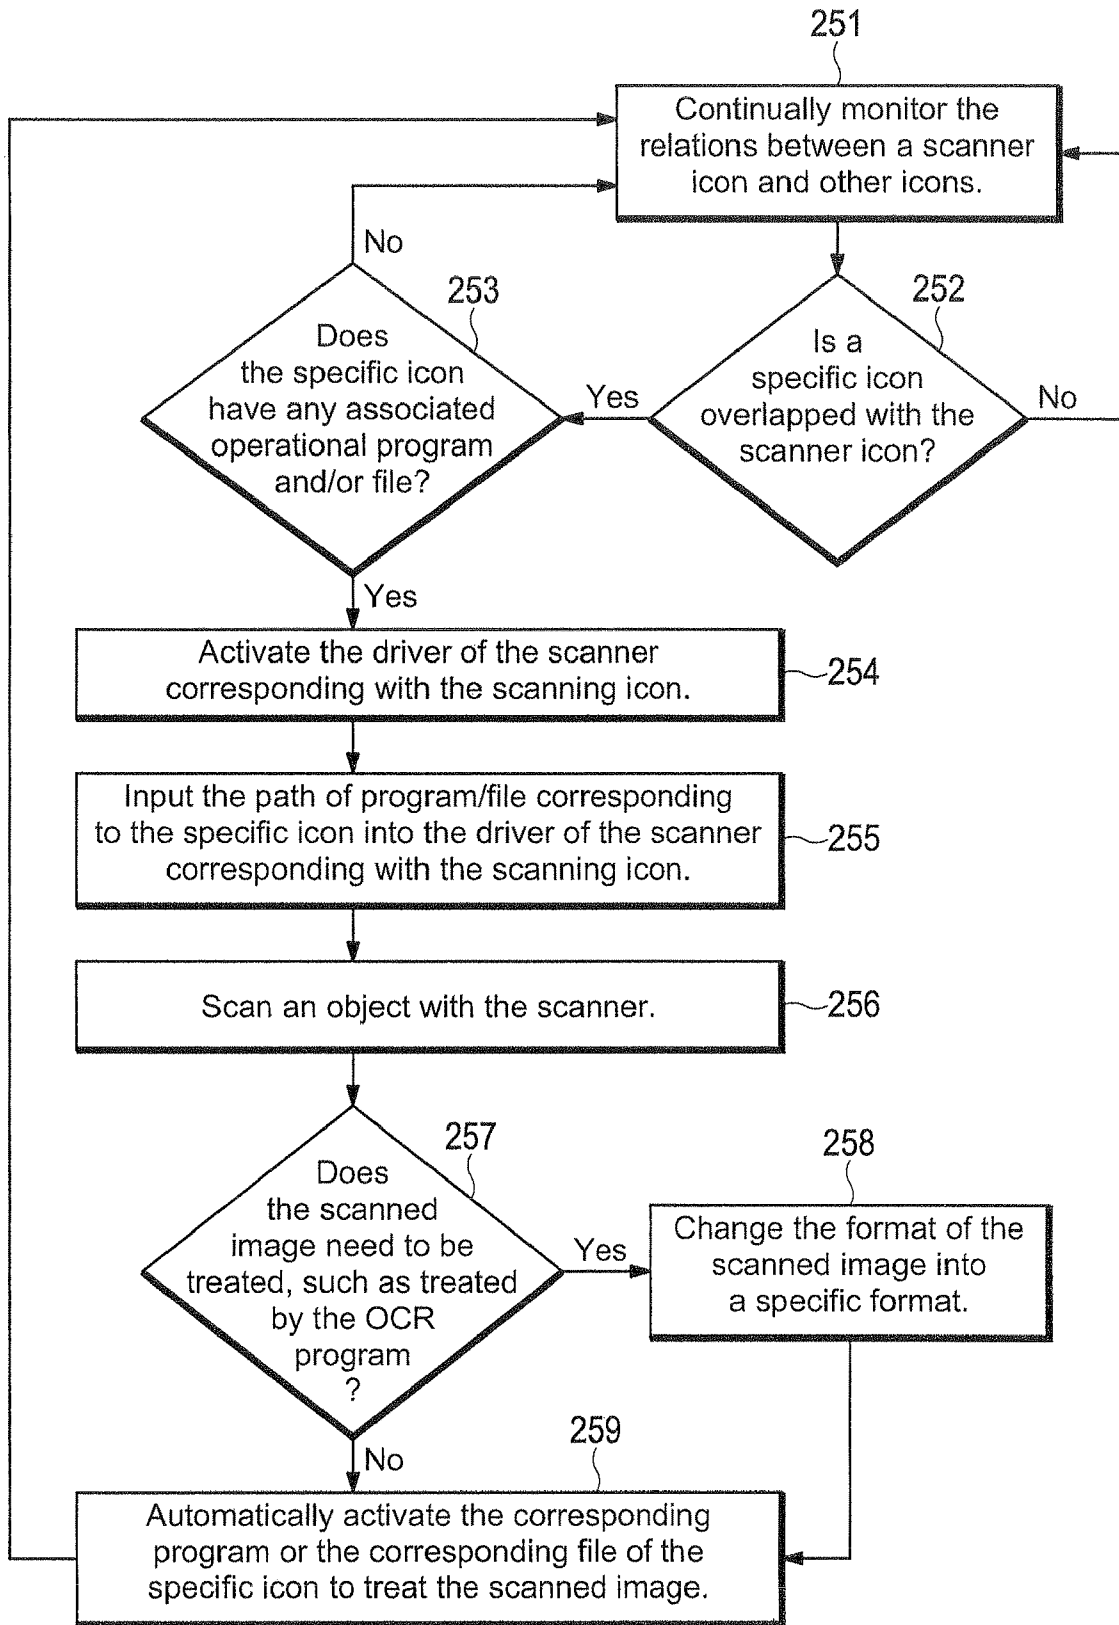 251
Continually monitor the
relations between a scanner
icon and other icons.
No
253
252
Does
the specific icon
have any associated
operational program
and/or file?
Yes
Is a
specific icon
overlapped with the
scanner icon?
No
Yes
Activate the driver of the scanner
corresponding with the scanning icon.
254
Input the path of program/file corresponding
to the specific icon into the driver of the scanner
corresponding with the scanning icon.
255
Scan an object with the scanner.
256
257
Does
the scanned
image need to be
treated, such as treated
by the OCR
program
?
Yes
258
Change the format of the
scanned image into
a specific format.
No
259
Automatically activate the corresponding
program or the corresponding file of the
specific icon to treat the scanned image.